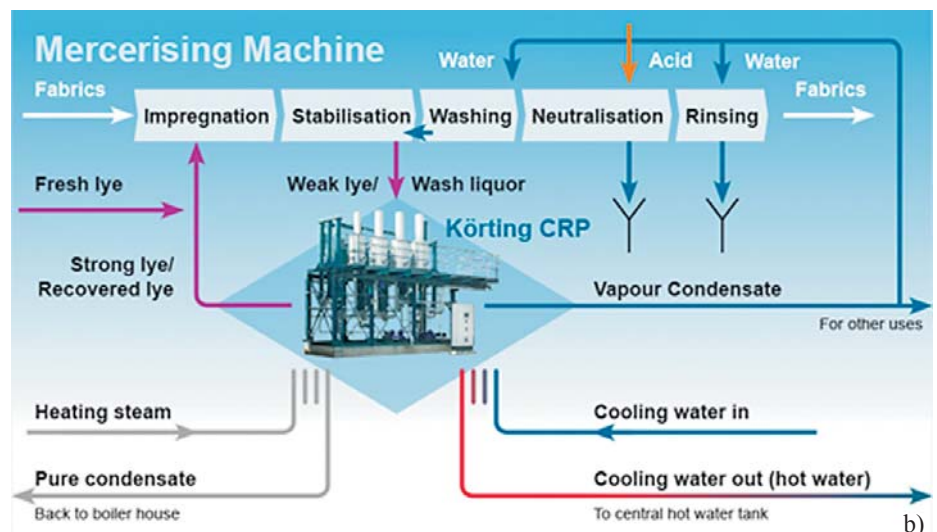 Mercerising Machine
Water
Acid
Water
Fabrics
Fabrics
Impregnation
Stabilisation
Washing
Neutralisation
Rinsing
Fresh lye
Weak lye/
Wash liquor
Körting CRP
Strong lye/
Recovered lye
Vapour Condensate
For other uses
Heating steam
Cooling water in
Pure condensate
Cooling water out (hot water)
Back to boiler house
To central hot water tank
b)